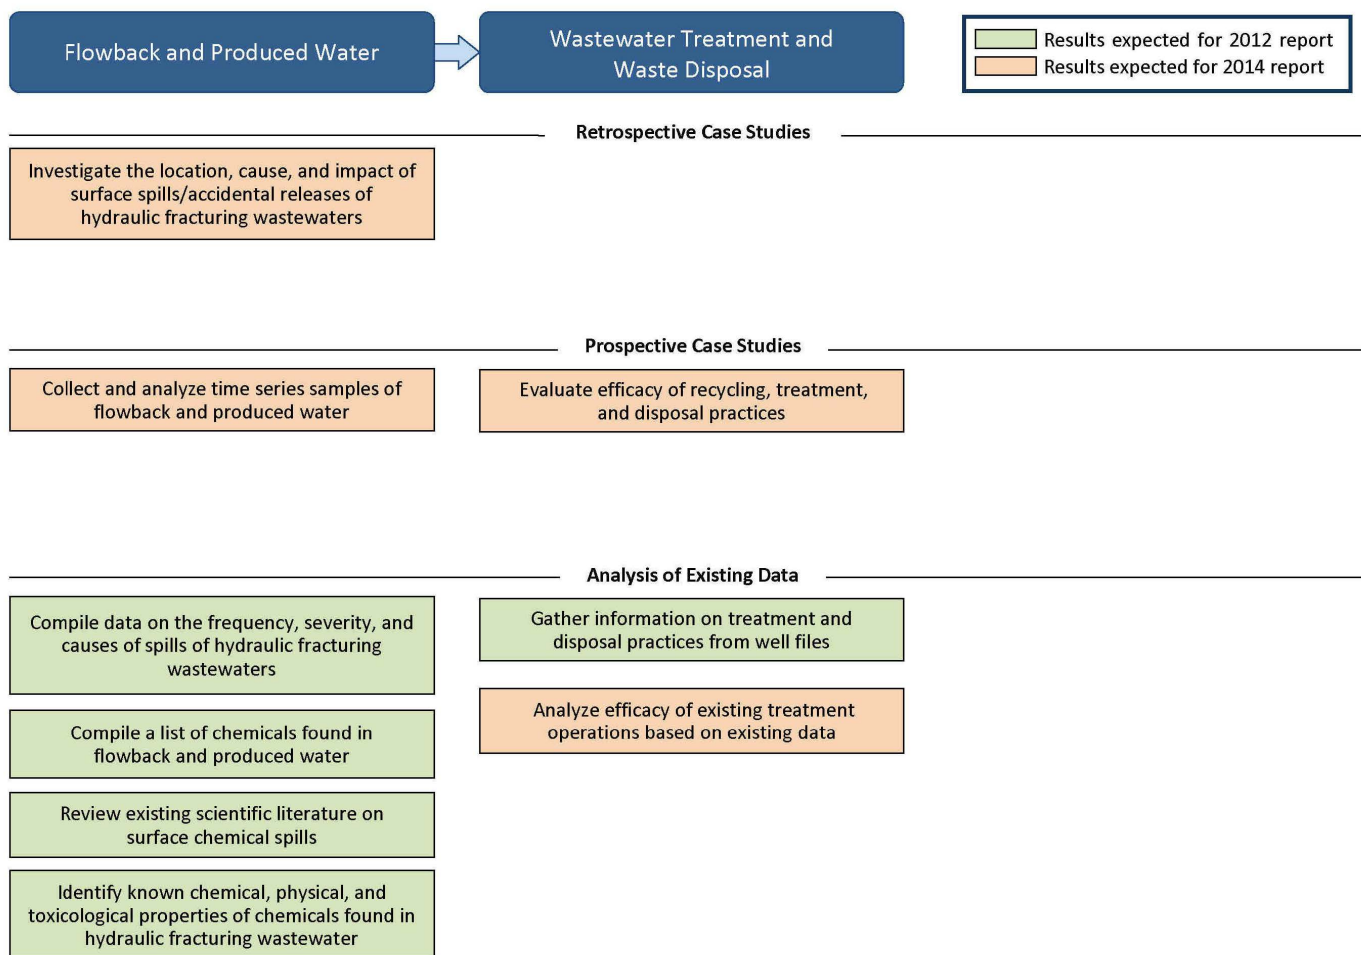 Flowback and Produced Water
Wastewater Treatment and
Waste Disposal
Results expected for 2012 report
Results expected for 2014 report
Retrospective Case Studies
Investigate the location, cause, and impact of
surface spills/accidental releases of
hydraulic fracturing wastewaters
Prospective Case Studies
Collect and analyze time series samples of
flowback and produced water
Evaluate efficacy of recycling, treatment,
and disposal practices
Analysis of Existing Data
Compile data on the frequency, severity, and
causes of spills of hydraulic fracturing
wastewaters
Compile a list of chemicals found in
flowback and produced water
Review existing scientific literature on
surface chemical spills
Identify known chemical, physical, and
toxicological properties of chemicals found in
hydraulic fracturing wastewater
Gather information on treatment and
disposal practices from well files
Analyze efficacy of existing treatment
operations based on existing data